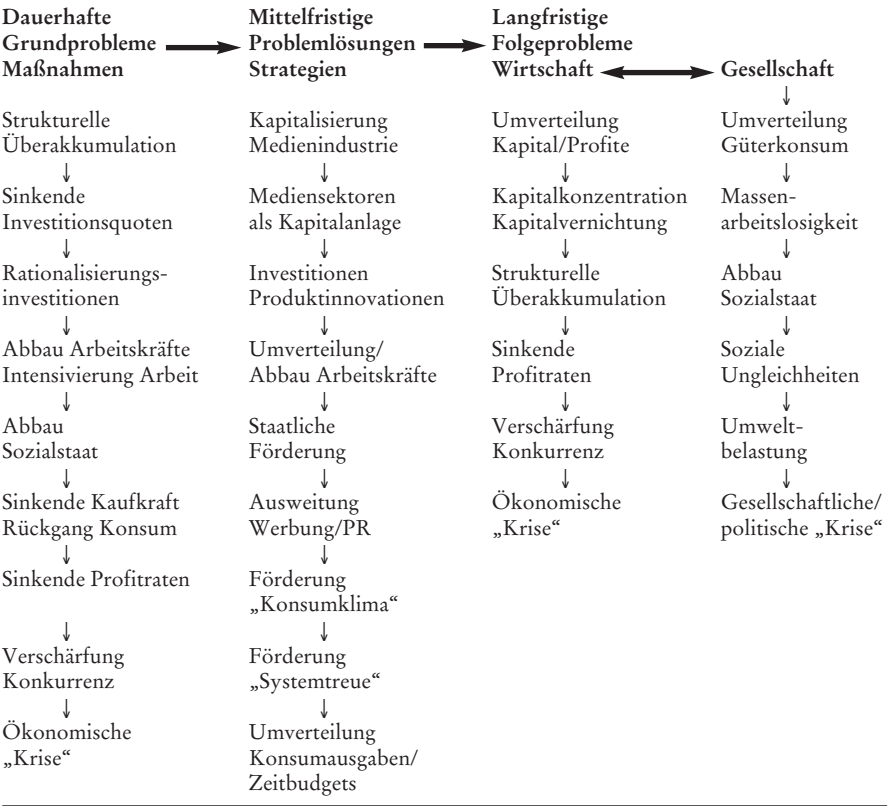 Dauerhafte
Grundprobleme
Maßnahmen
Strukturelle
Überakkumulation
Sinkende
Investitionsquoten
Rationalisierungs-
investitionen
Abbau Arbeitskräfte
Intensivierung Arbeit
Abbau
Sozialstaat
Sinkende Kaufkraft
Rückgang Konsum
Sinkende Profitraten
Verschärfung
Konkurrenz
Ökonomische
„Krise“
Mittelfristige
Problemlösungen
Strategien
Kapitalisierung
Medienindustrie
Mediensektoren
als Kapitalanlage
Investitionen
Produktinnovationen
Umverteilung/
Abbau Arbeitskräfte
Staatliche
Förderung
Ausweitung
Werbung/PR
Förderung
„Konsumklima“
Förderung
„Systemtreue“
Umverteilung
Konsumausgaben/
Zeitbudgets
Langfristige
Folgeprobleme
Wirtschaft
Umverteilung
Kapital/Profite
Kapitalkonzentration
Kapitalvernichtung
Strukturelle
Überakkumulation
Sinkende
Profitraten
Verschärfung
Konkurrenz
Ökonomische
„Krise“
Gesellschaft
Umverteilung
Güterkonsum
Massen-
arbeitslosigkeit
Abbau
Sozialstaat
Soziale
Ungleichheiten
Umwelt-
belastung
Gesellschaftliche/
politische „Krise“